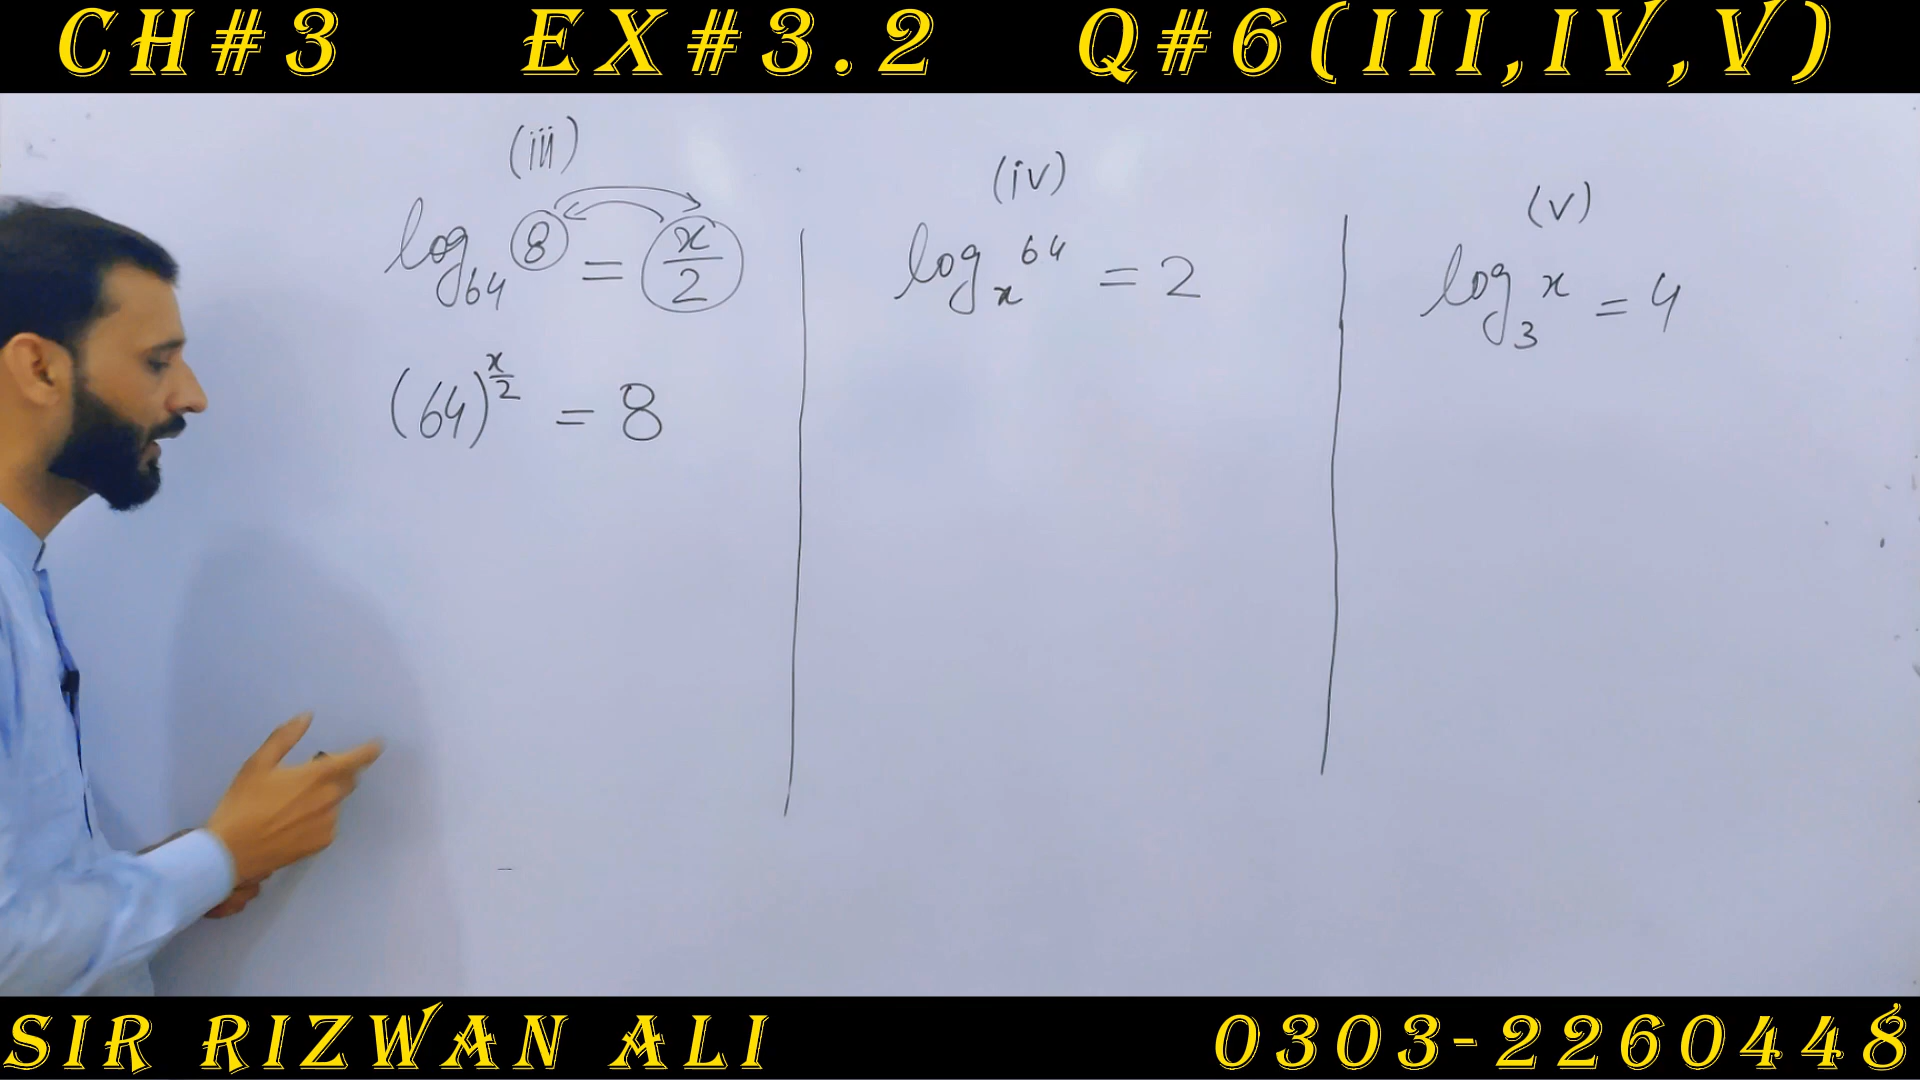 CH#3 EX#3.2 Q#6(III,IV,V)
(iii)
log₆₄ 8 = x/2
(64)^(x/2) = 8
(iv)
logₓ 64 = 2
(v)
log₃ x = 4
SIR RIZWAN ALI 0303-2260448